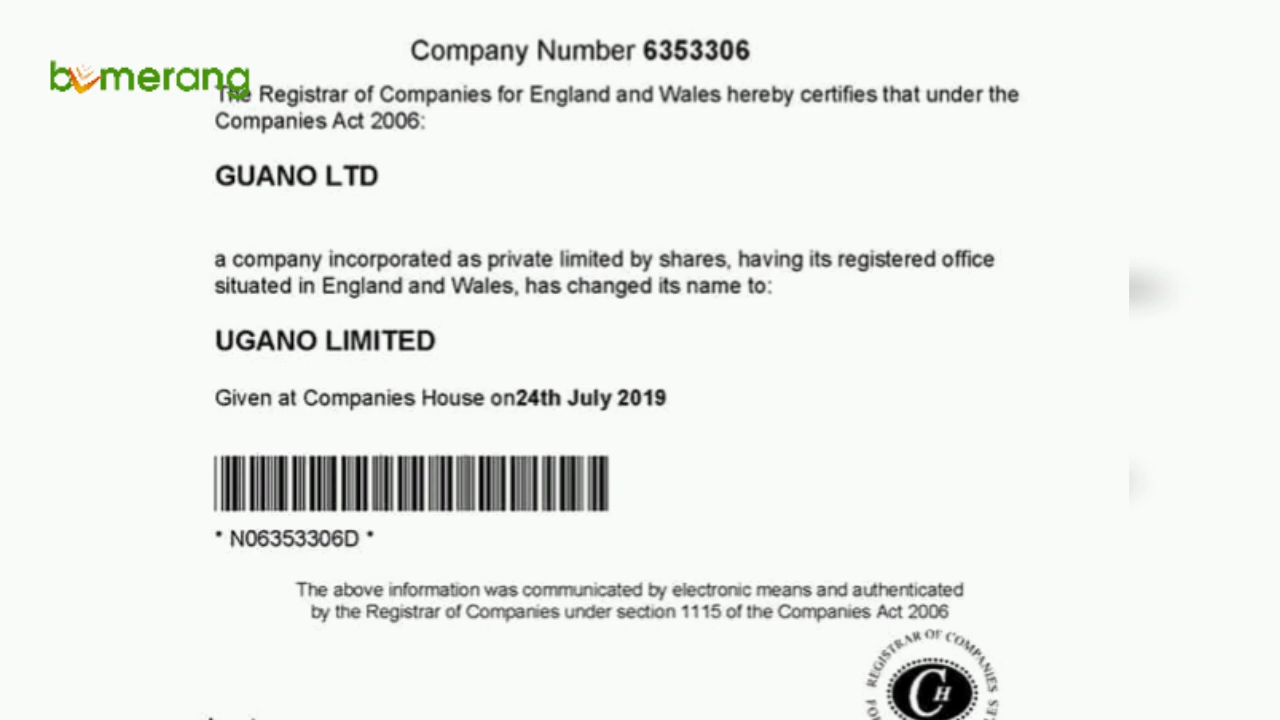 Company Number 6353306
bomerang
The Registrar of Companies for England and Wales hereby certifies that under the
Companies Act 2006:
GUANO LTD
a company incorporated as private limited by shares, having its registered office
situated in England and Wales, has changed its name to:
UGANO LIMITED
Given at Companies House on24th July 2019
* N06353306D *
The above information was communicated by electronic means and authenticated
by the Registrar of Companies under section 1115 of the Companies Act 2006
REGISTRAR OF COMPANIES
CH